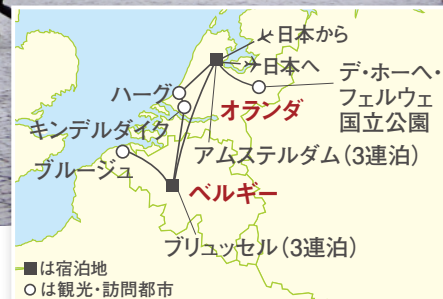 日本から
日本へ
デ・ホーヘ・
フェルウェ
国立公園
ハーグ
オランダ
キンデルダイク
アムステルダム(3連泊)
ブルージュ
ベルギー
ブリュッセル(3連泊)
■は宿泊地
○は観光・訪問都市